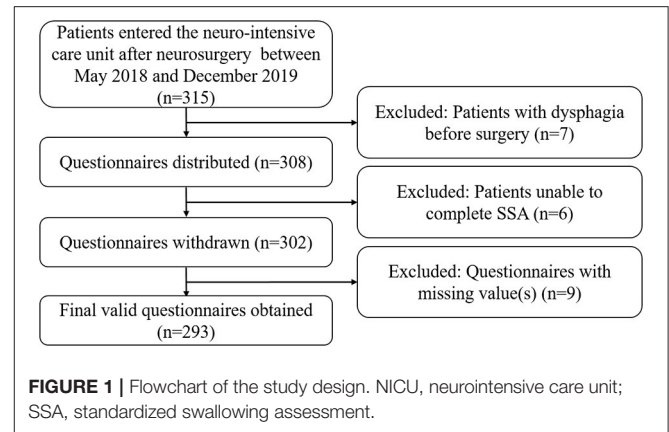 Patients entered the neuro-intensive
care unit after neurosurgery between
May 2018 and December 2019
(n=315)
Excluded: Patients with dysphagia
before surgery (n=7)
Questionnaires distributed (n=308)
Excluded: Patients unable to
complete SSA (n=6)
Questionnaires withdrawn (n=302)
Excluded: Questionnaires with
missing value(s) (n=9)
Final valid questionnaires obtained
(n=293)
FIGURE 1 | Flowchart of the study design. NICU, neurointensive care unit;
SSA, standardized swallowing assessment.